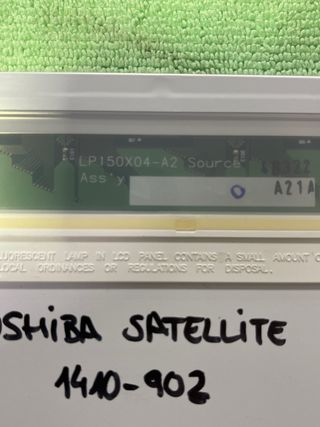 LP150X04-A2 Source
Ass'y
A21A
FLUORESCENT LAMP IN LCD PANEL CONTAINS A SMALL AMOUNT O
LOCAL ORDINANCES OR REGULATIONS FOR DISPOSAL.
OSHIBA SATELLITE
1410-902